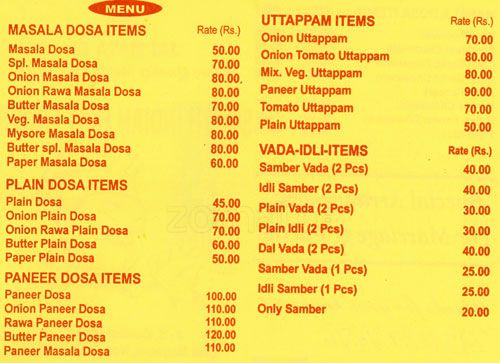 MENU
MASALA DOSA ITEMS Rate (Rs.)
Masala Dosa 50.00
Spl. Masala Dosa 70.00
Onion Masala Dosa 80.00
Onion Rawa Masala Dosa 80.00
Butter Masala Dosa 70.00
Veg. Masala Dosa 80.00
Mysore Masala Dosa 80.00
Butter spl. Masala Dosa 80.00
Paper Masala Dosa 60.00
PLAIN DOSA ITEMS
Plain Dosa 45.00
Onion Plain Dosa 70.00
Onion Rawa Plain Dosa 70.00
Butter Plain Dosa 60.00
Paper Plain Dosa 50.00
PANEER DOSA ITEMS
Paneer Dosa 100.00
Onion Paneer Dosa 110.00
Rawa Paneer Dosa 110.00
Butter Paneer Dosa 120.00
Paneer Masala Dosa 110.00
UTTAPPAM ITEMS Rate (Rs.)
Onion Uttappam 70.00
Onion Tomato Uttappam 80.00
Mix. Veg. Uttappam 80.00
Paneer Uttappam 90.00
Tomato Uttappam 70.00
Plain Uttappam 50.00
VADA-IDLI-ITEMS Rate (Rs.)
Samber Vada (2 Pcs) 40.00
Idli Samber (2 Pcs) 40.00
Plain Vada (2 Pcs) 30.00
Plain Idli (2 Pcs) 30.00
Dal Vada (2 Pcs) 40.00
Samber Vada (1 Pcs) 25.00
Idli Samber (1 Pcs) 25.00
Only Samber 20.00